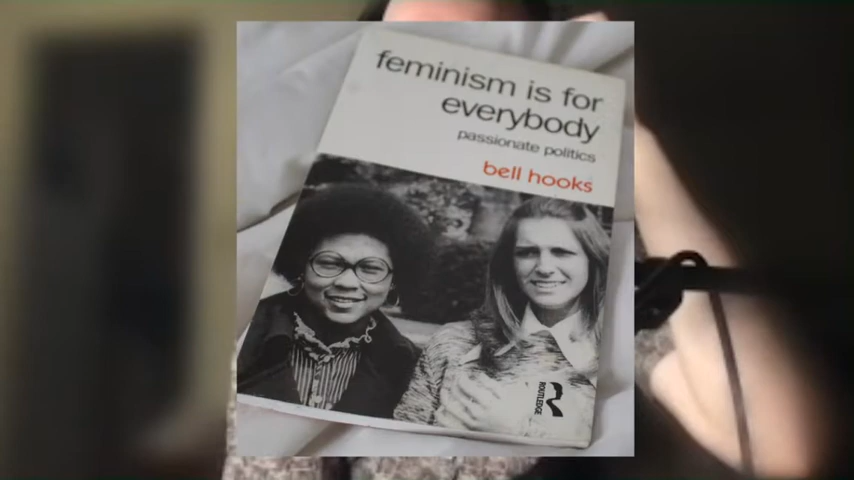 feminism is for
everybody
passionate politics
bell hooks
ROUTLEDGE